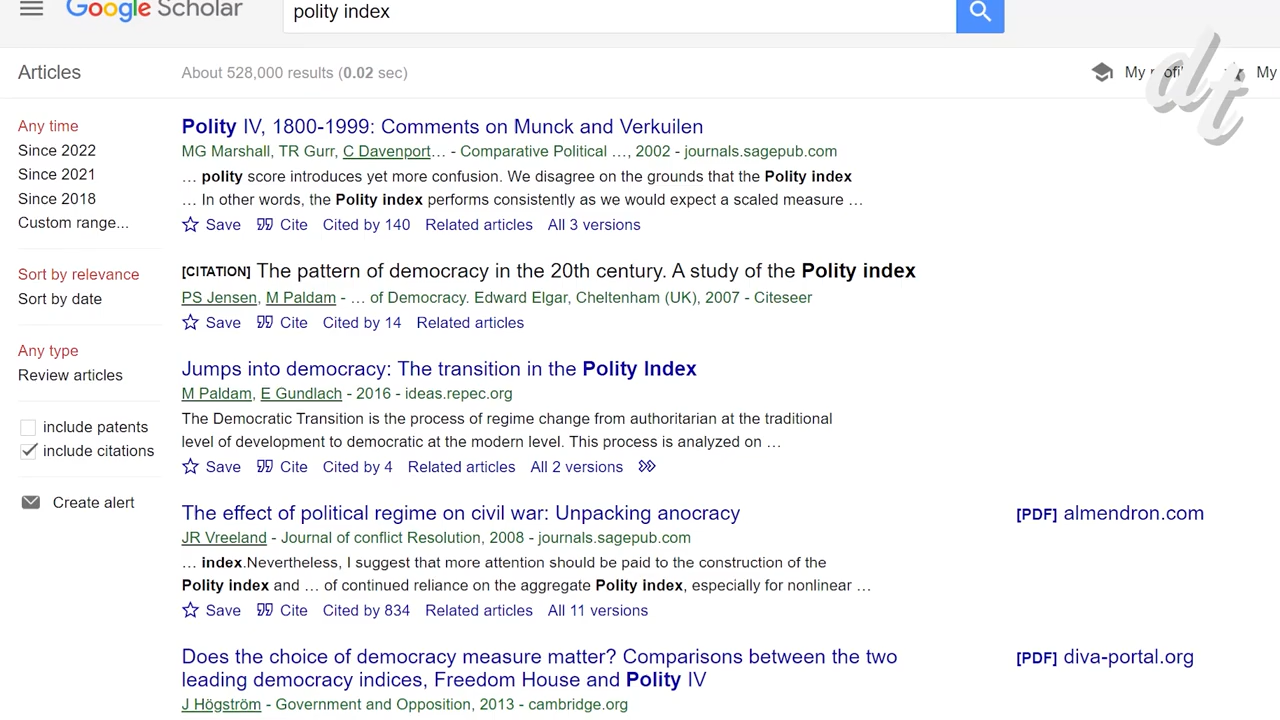 Google Scholar
polity index
Articles
About 528,000 results (0.02 sec)
My profil
My
dt
Any time
Since 2022
Since 2021
Since 2018
Custom range...
Sort by relevance
Sort by date
Any type
Review articles
include patents
include citations
Create alert
Polity IV, 1800-1999: Comments on Munck and Verkuilen
MG Marshall, TR Gurr, C Davenport… - Comparative Political …, 2002 - journals.sagepub.com
… polity score introduces yet more confusion. We disagree on the grounds that the Polity index
… In other words, the Polity index performs consistently as we would expect a scaled measure …
Save Cite Cited by 140 Related articles All 3 versions
[CITATION] The pattern of democracy in the 20th century. A study of the Polity index
PS Jensen, M Paldam - … of Democracy. Edward Elgar, Cheltenham (UK), 2007 - Citeseer
Save Cite Cited by 14 Related articles
Jumps into democracy: The transition in the Polity Index
M Paldam, E Gundlach - 2016 - ideas.repec.org
The Democratic Transition is the process of regime change from authoritarian at the traditional
level of development to democratic at the modern level. This process is analyzed on …
Save Cite Cited by 4 Related articles All 2 versions
The effect of political regime on civil war: Unpacking anocracy
[PDF] almendron.com
JR Vreeland - Journal of conflict Resolution, 2008 - journals.sagepub.com
… index.Nevertheless, I suggest that more attention should be paid to the construction of the
Polity index and … of continued reliance on the aggregate Polity index, especially for nonlinear …
Save Cite Cited by 834 Related articles All 11 versions
Does the choice of democracy measure matter? Comparisons between the two
leading democracy indices, Freedom House and Polity IV
[PDF] diva-portal.org
J Högström - Government and Opposition, 2013 - cambridge.org